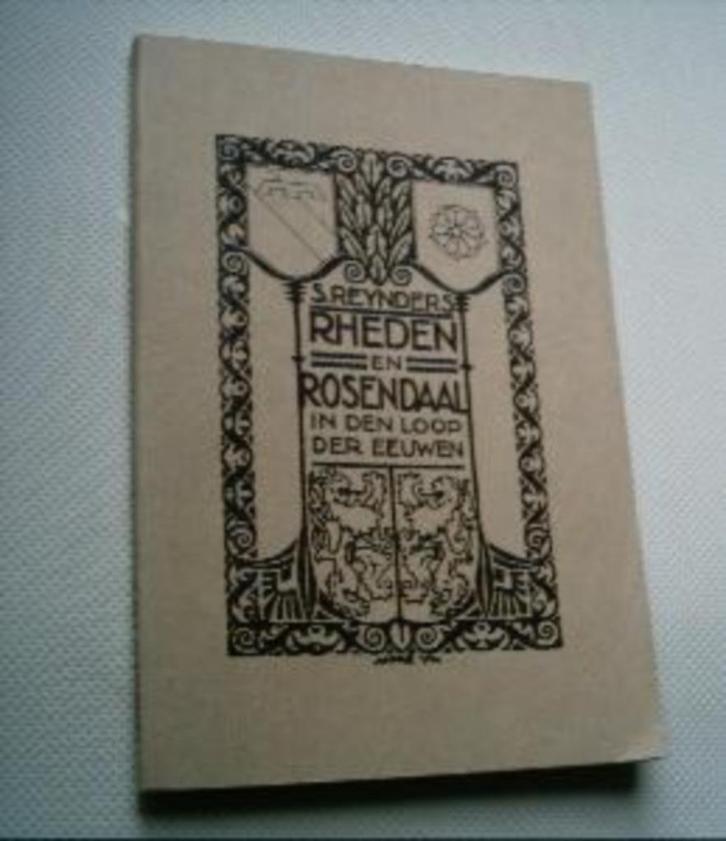 S. REYNDERS
RHEDEN
EN
ROSENDAAL
IN DEN LOOP
DER EEUWEN